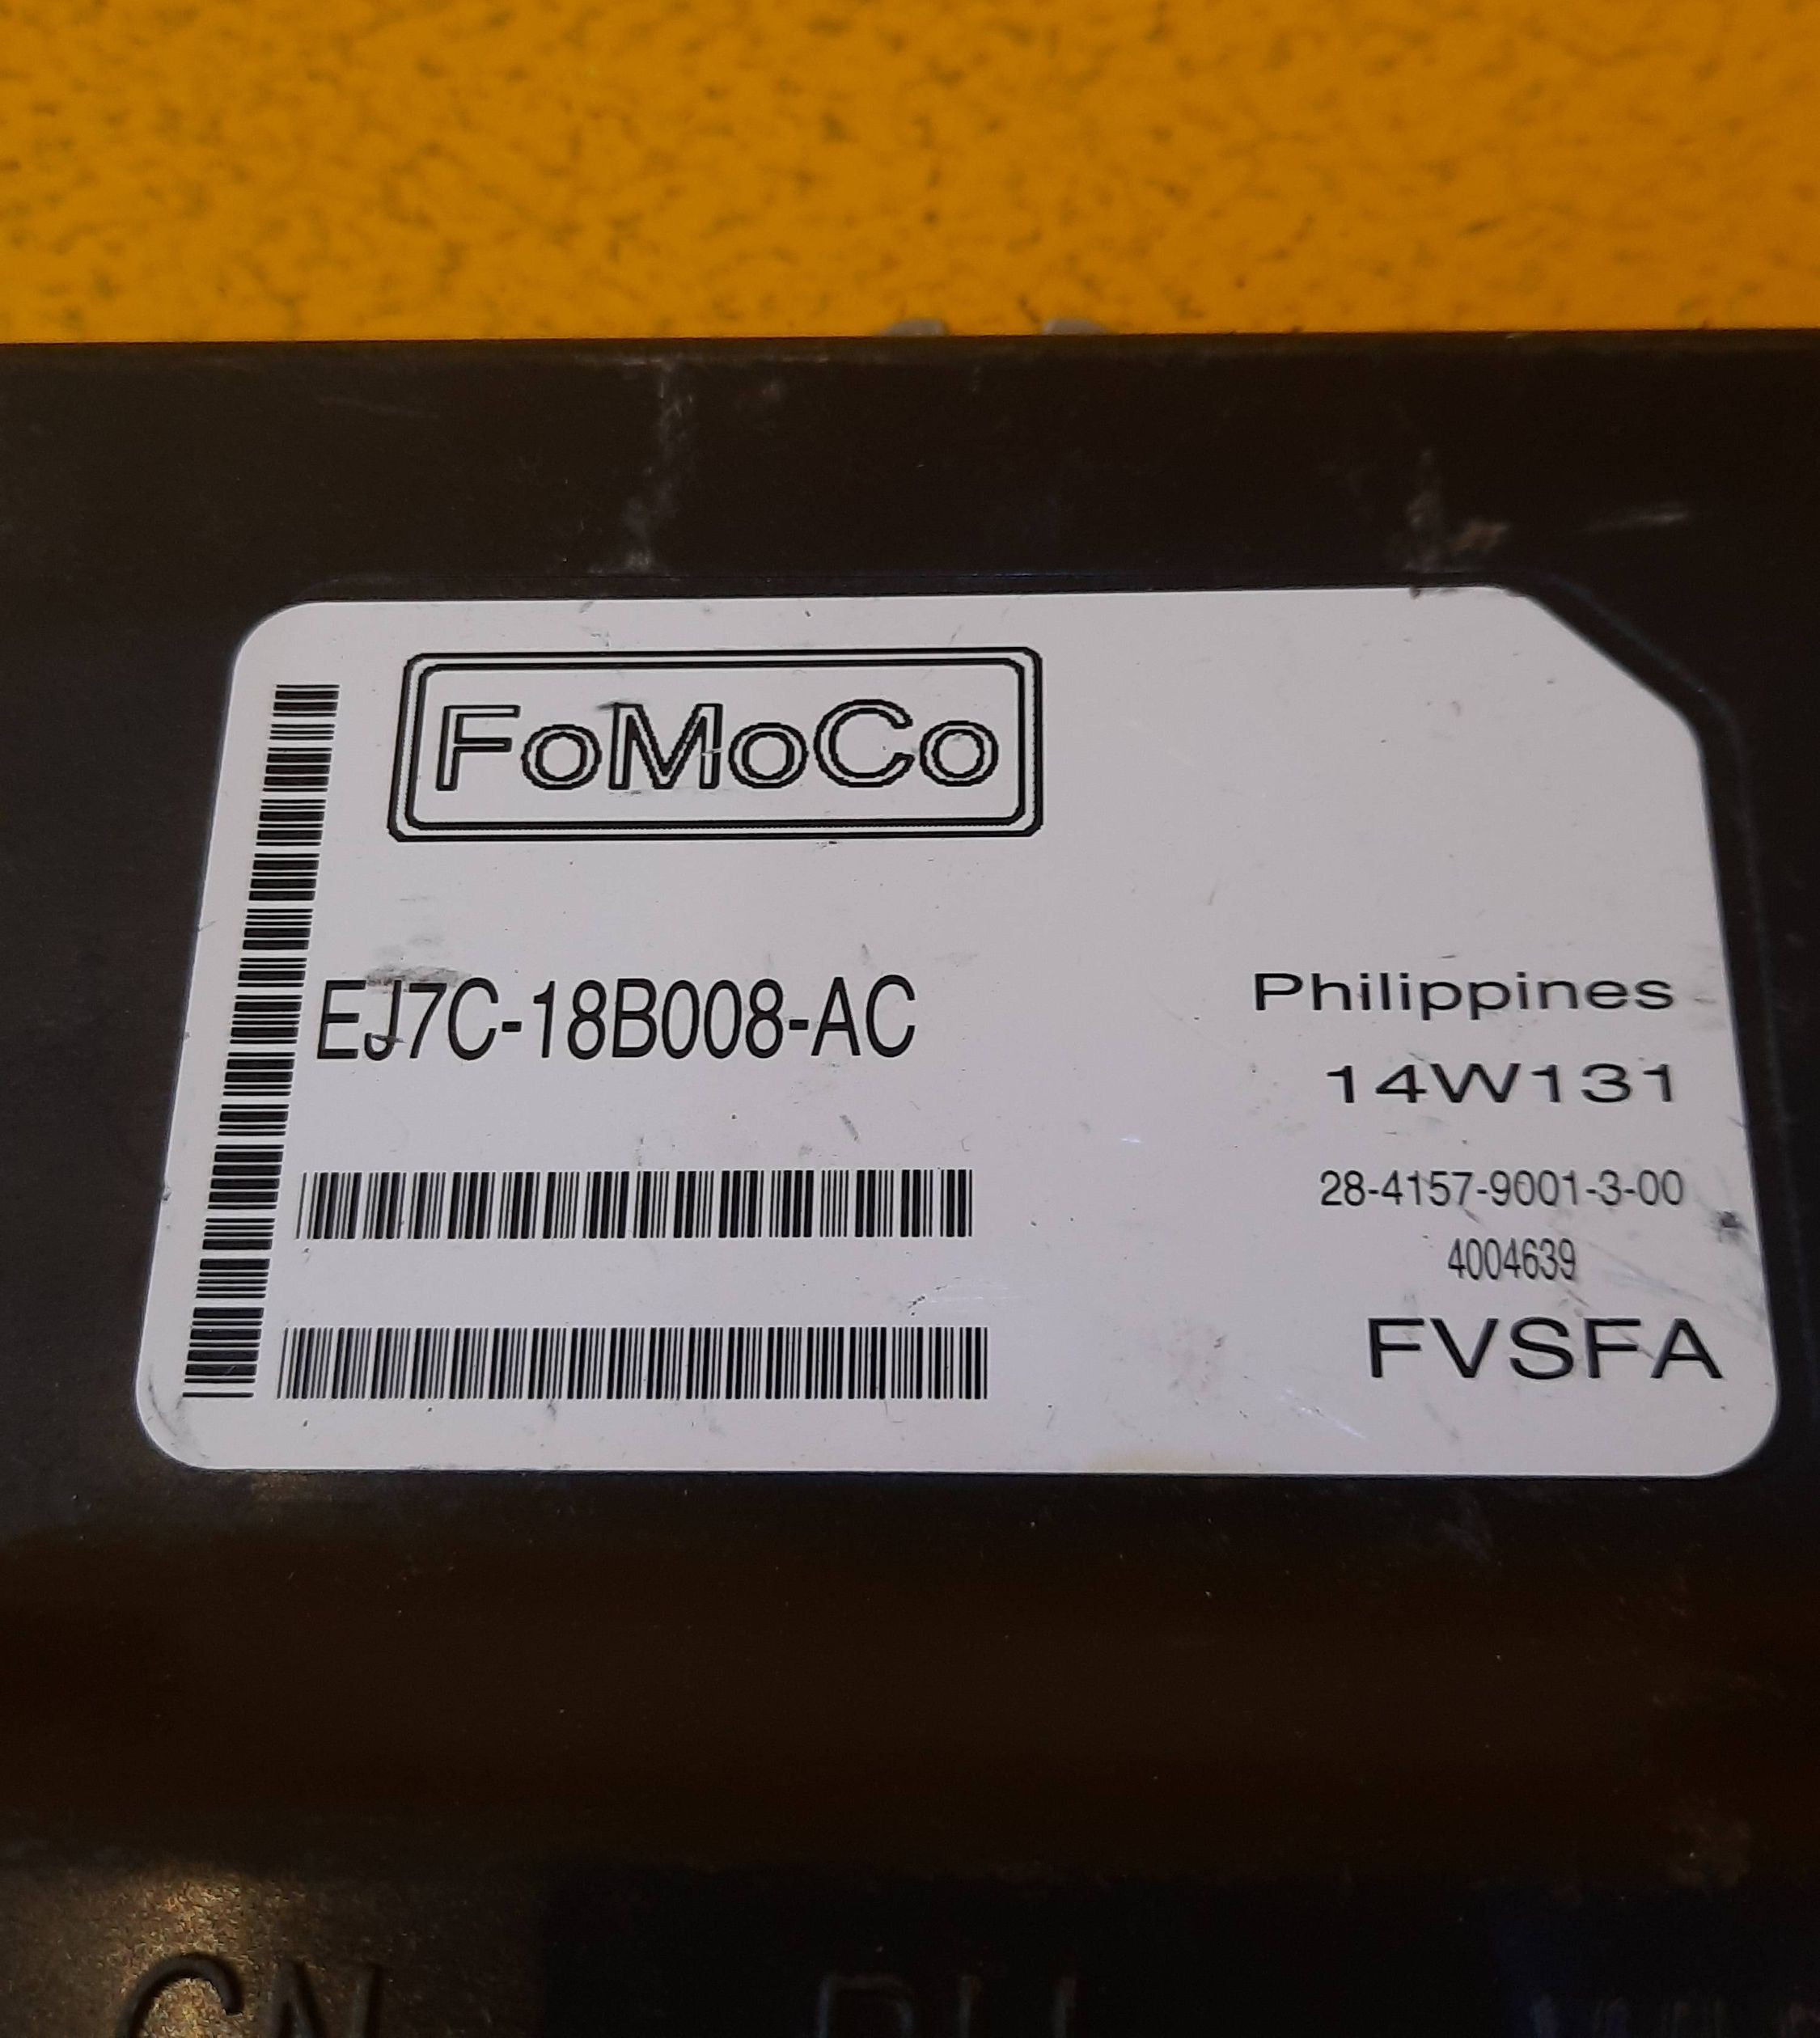 FoMoCo
EJ7C-18B008-AC
Philippines
14W131
28-4157-9001-3-00
4004639
FVSFA